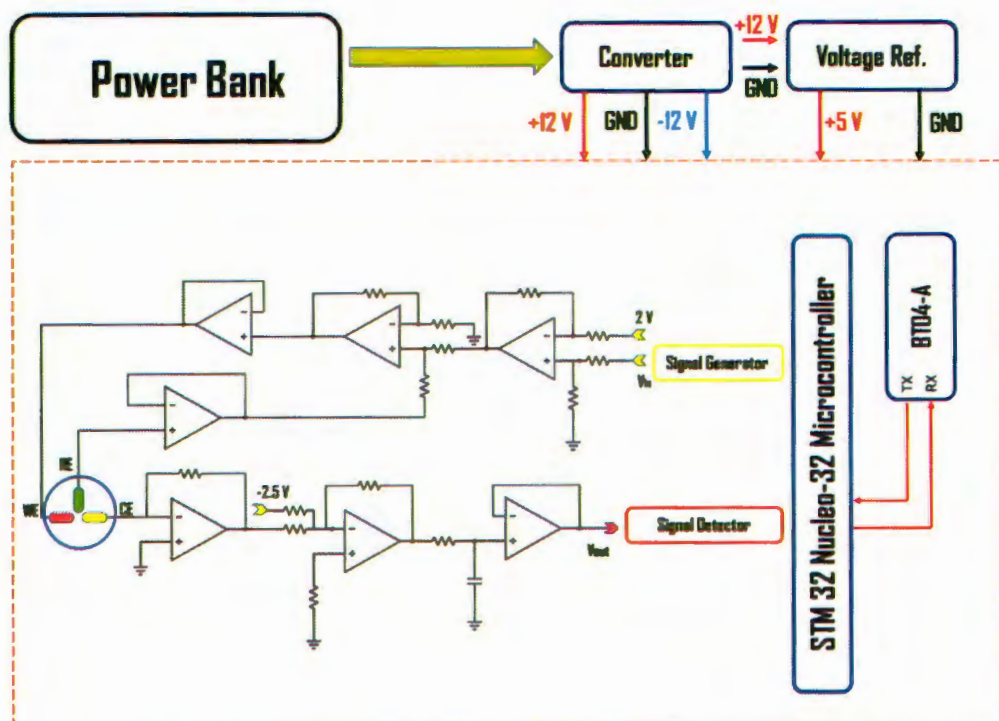 Power Bank
Converter
+12 V
GND
Voltage Ref.
+12 V
GND
-12 V
+5 V
GND
2 V
Signal Generator
STM 32 Nucleo-32 Microcontroller
BT04-A
TX
RX
WE
CE
-2.5 V
Vout
Signal Detector